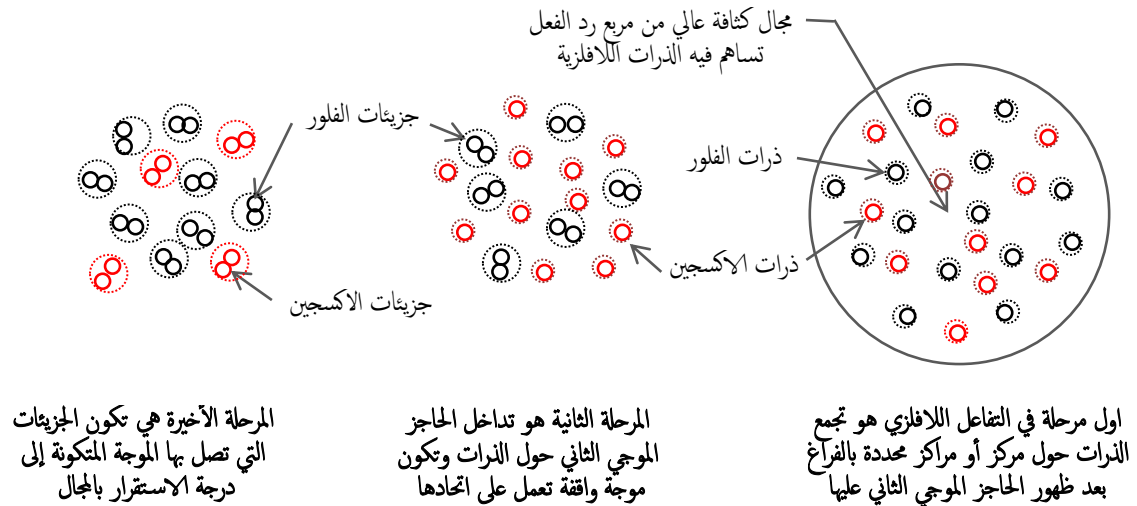 مجال كثافة عالي من مربع رد الفعل
تساهم فيه الذرات اللافلزية
جزيئات الفلور
ذرات الفلور
ذرات الاكسجين
جزيئات الاكسجين
اول مرحلة في التفاعل اللافلزي هو تجمع
الذرات حول مركز أو مراكز محددة بالفراغ
بعد ظهور الحاجز الموجي الثاني عليها
المرحلة الثانية هو تداخل الحاجز
الموجي الثاني حول الذرات وتكون
موجة واقفة تعمل على اتحادها
المرحلة الأخيرة هي تكون الجزيئات
التي تصل بها الموجة المتكونة إلى
درجة الاستقرار بالمجال